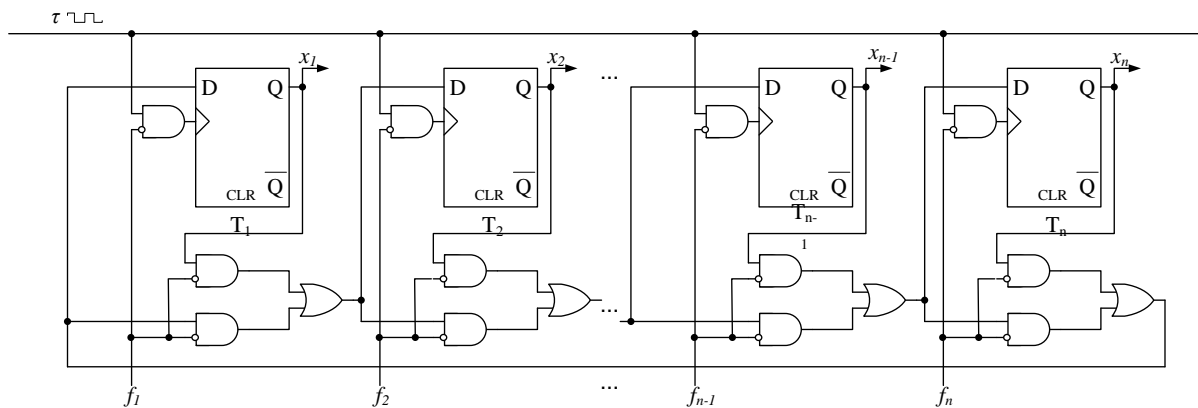 τ
x1 x2 ... xn-1 xn
D Q D Q D Q D Q
Q Q Q Q
CLR CLR CLR CLR
T1 T2 Tn-1 Tn
...
f1 f2 ... fn-1 fn